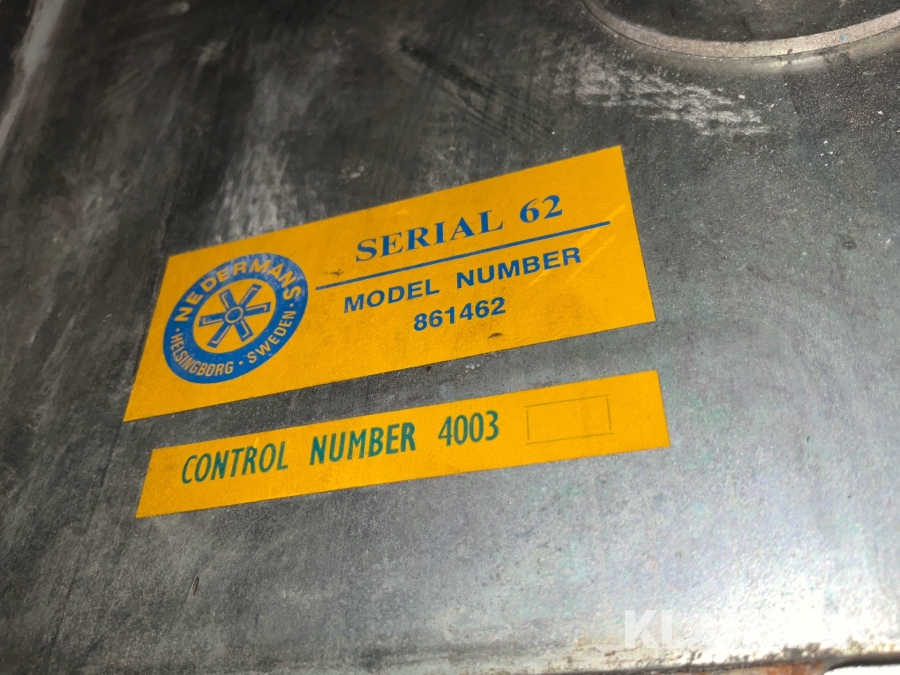 NEDERMANS
· HELSINGBORG · SWEDEN ·
SERIAL 62
MODEL NUMBER
861462
CONTROL NUMBER 4003